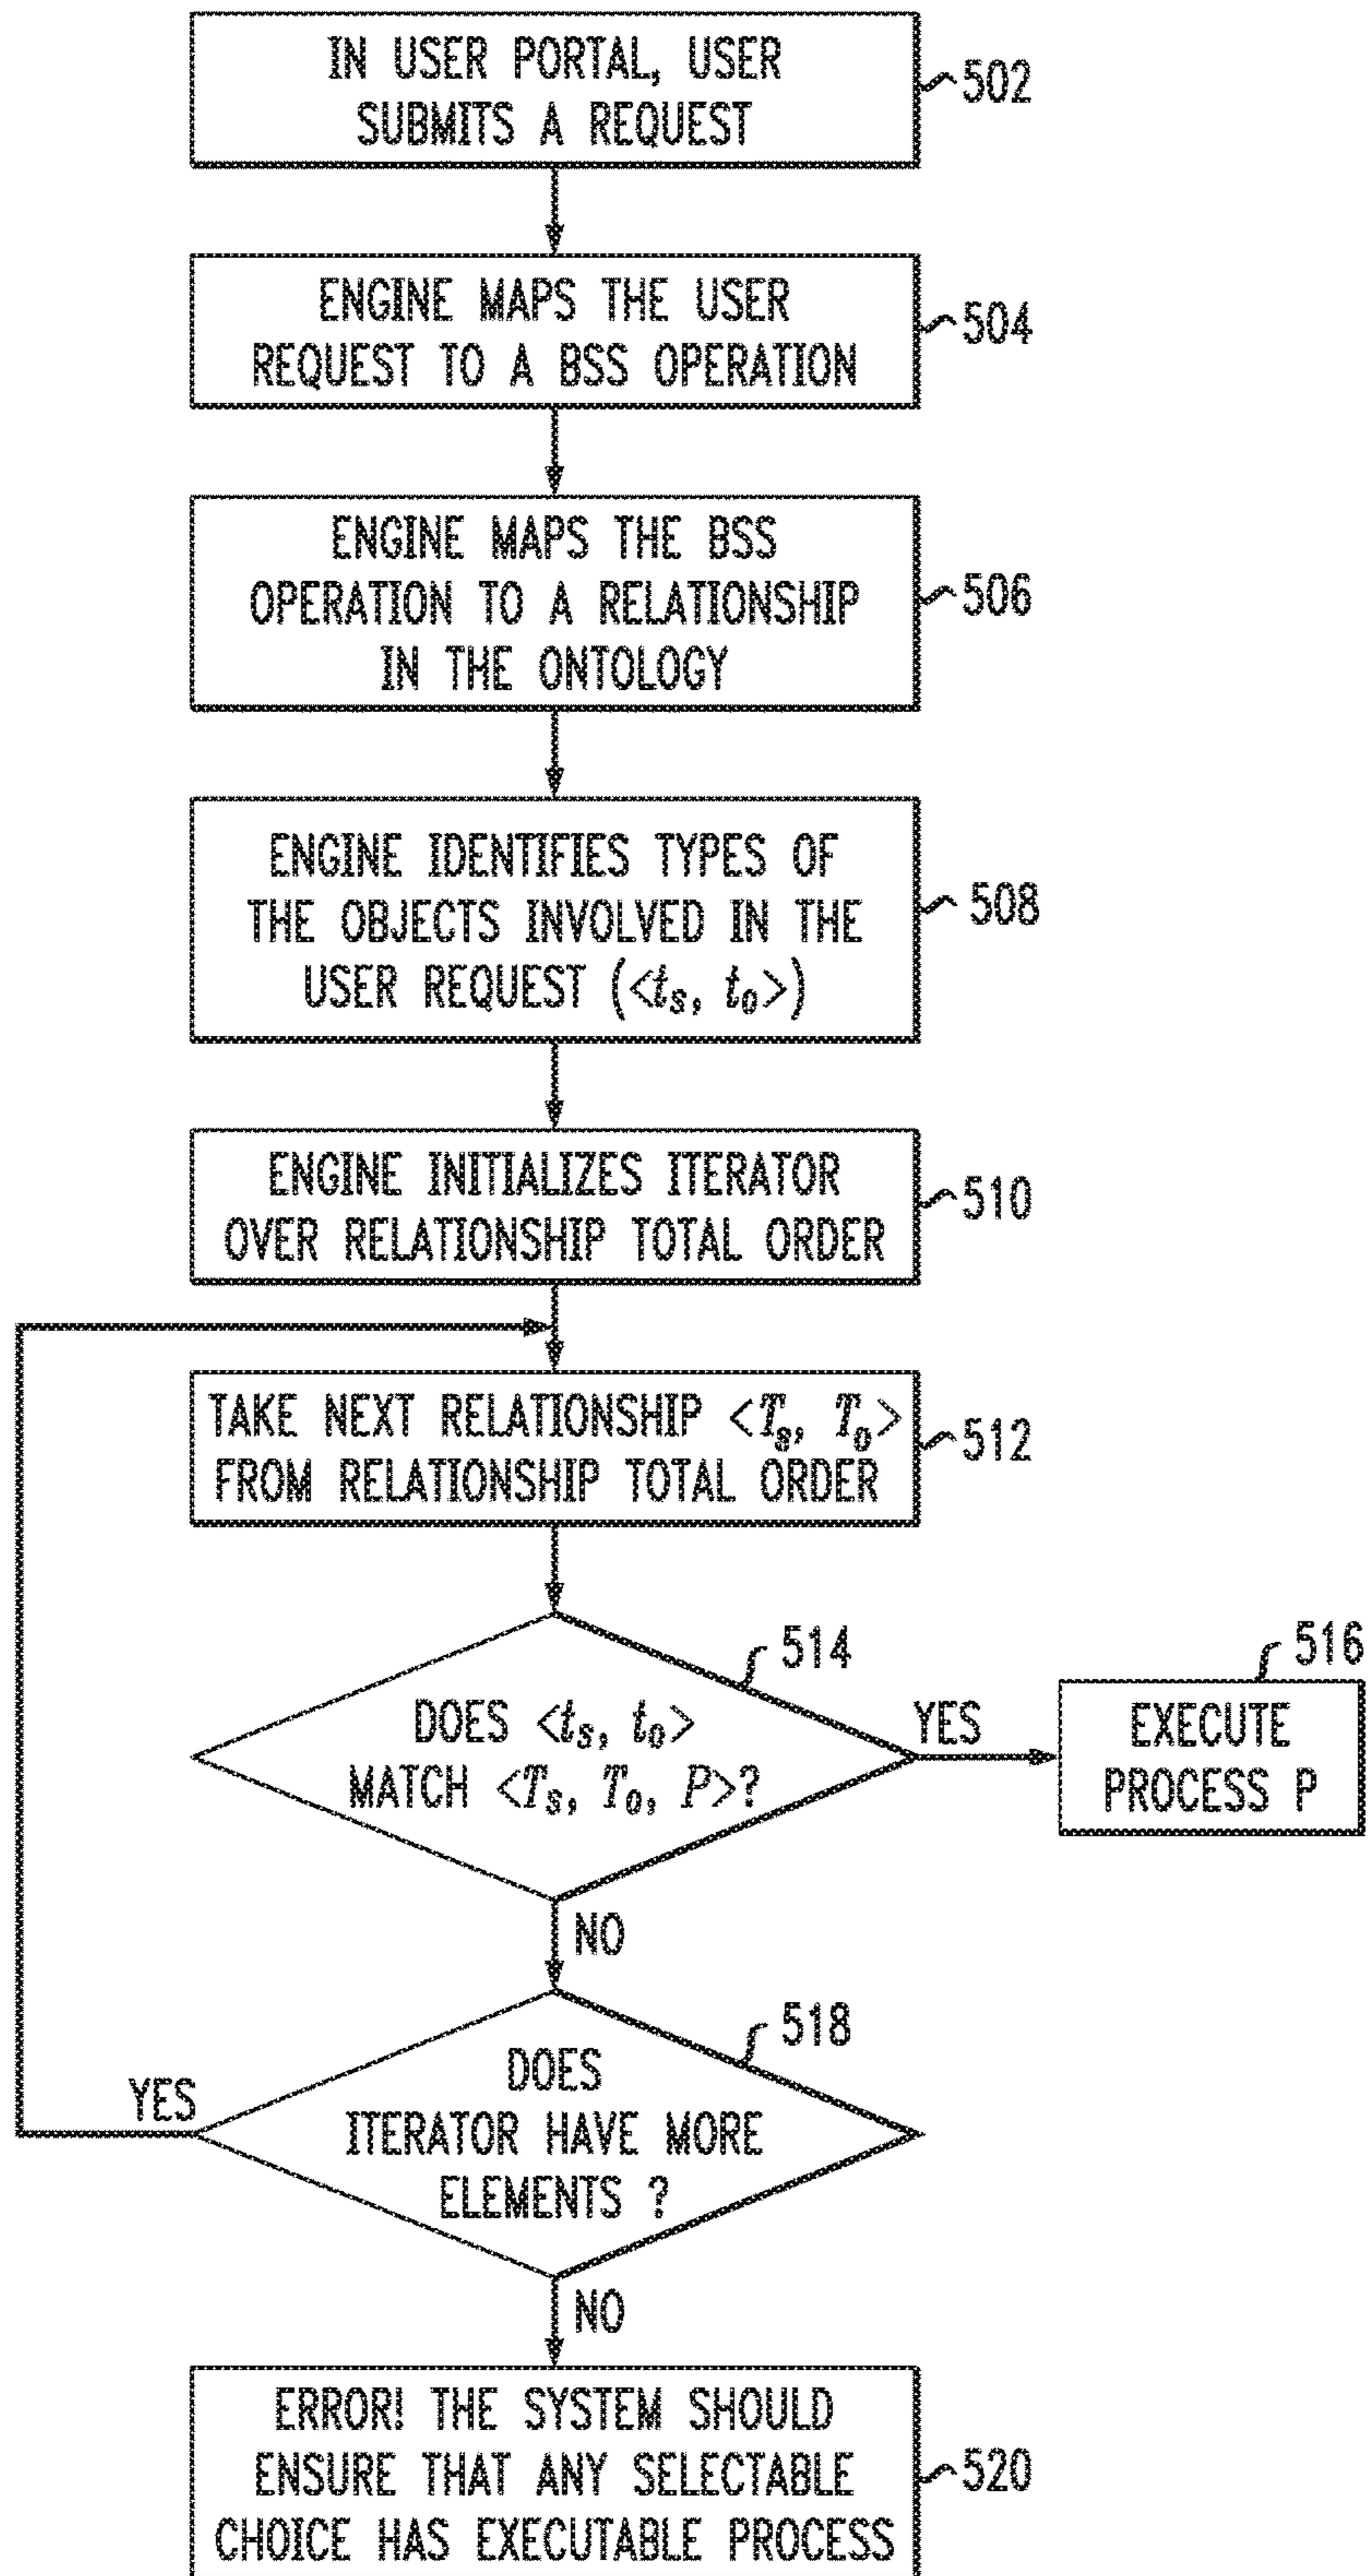 IN USER PORTAL, USER
SUBMITS A REQUEST
502
ENGINE MAPS THE USER
REQUEST TO A BSS OPERATION
504
ENGINE MAPS THE BSS
OPERATION TO A RELATIONSHIP
IN THE ONTOLOGY
506
ENGINE IDENTIFIES TYPES OF
THE OBJECTS INVOLVED IN THE
USER REQUEST (<tS, t0>)
508
ENGINE INITIALIZES ITERATOR
OVER RELATIONSHIP TOTAL ORDER
510
TAKE NEXT RELATIONSHIP <Ts, To>
FROM RELATIONSHIP TOTAL ORDER
512
514
DOES <tS, t0>
MATCH <TS, T0, P>?
YES
516
EXECUTE
PROCESS P
NO
518
DOES
ITERATOR HAVE MORE
ELEMENTS ?
YES
NO
ERROR! THE SYSTEM SHOULD
ENSURE THAT ANY SELECTABLE
CHOICE HAS EXECUTABLE PROCESS
520